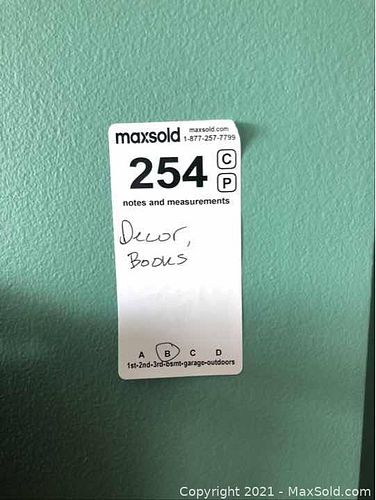 maxsold maxsold.com
1-877-257-7799
254 C
P
notes and measurements
Decor,
Books
A B C D
1st-2nd-3rd-bsmt-garage-outdoors
Copyright © 2021 - MaxSold.com